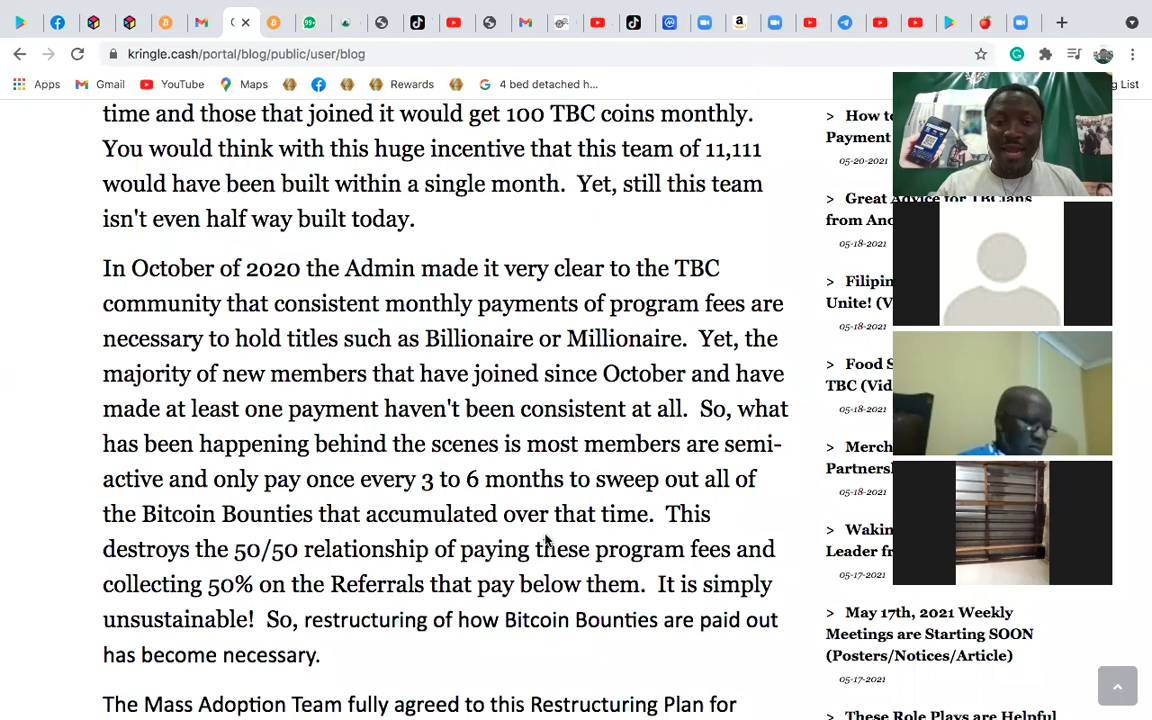 99+
kringle.cash/portal/blog/public/user/blog
Apps
Gmail
YouTube
Maps
Rewards
4 bed detached h...
g List
time and those that joined it would get 100 TBC coins monthly.
You would think with this huge incentive that this team of 11,111
would have been built within a single month. Yet, still this team
isn't even half way built today.
In October of 2020 the Admin made it very clear to the TBC
community that consistent monthly payments of program fees are
necessary to hold titles such as Billionaire or Millionaire. Yet, the
majority of new members that have joined since October and have
made at least one payment haven't been consistent at all. So, what
has been happening behind the scenes is most members are semi-
active and only pay once every 3 to 6 months to sweep out all of
the Bitcoin Bounties that accumulated over that time. This
destroys the 50/50 relationship of paying these program fees and
collecting 50% on the Referrals that pay below them. It is simply
unsustainable! So, restructuring of how Bitcoin Bounties are paid out
has become necessary.
The Mass Adoption Team fully agreed to this Restructuring Plan for
> How to
Payment
05-20-2021
> Great Advice for TBCians
from Ano
05-18-2021
> Filipin
Unite! (V
05-18-2021
> Food S
TBC (Vid
05-18-2021
> Merch
Partnersh
05-18-2021
> Wakin
Leader fr
05-17-2021
> May 17th, 2021 Weekly
Meetings are Starting SOON
(Posters/Notices/Article)
05-17-2021
> These Role Plays are Helpful